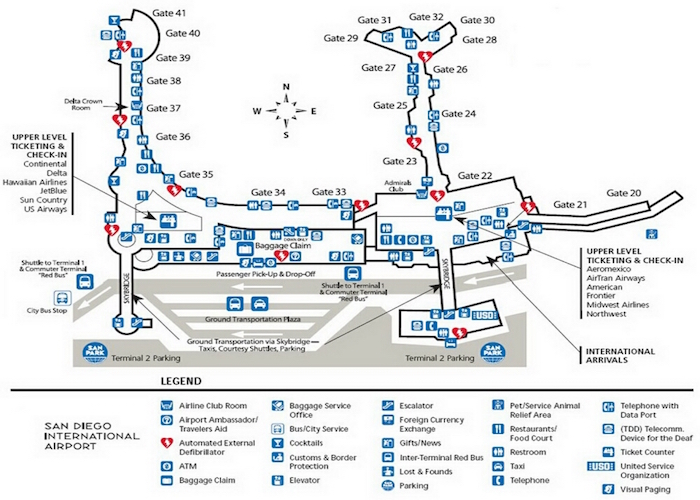 Gate 41
Gate 40
Gate 39
Gate 38
Gate 37
Gate 36
Gate 35
Gate 34
Gate 33
Gate 31
Gate 32
Gate 30
Gate 29
Gate 28
Gate 27
Gate 26
Gate 25
Gate 24
Gate 23
Gate 22
Gate 21
Gate 20
Delta Crown
Room
N
W
E
S
Admirals
Club
UPPER LEVEL
TICKETING &
CHECK-IN
Continental
Delta
Hawaiian Airlines
JetBlue
Sun Country
US Airways
DOWN ONLY
Baggage Claim
UPPER LEVEL
TICKETING &
CHECK-IN
Aeromexico
AirTran Airways
American
Frontier
Midwest Airlines
Northwest
INTERNATIONAL
ARRIVALS
Shuttle to Terminal 1
& Commuter Terminal
"Red Bus"
City Bus Stop
SKYBRIDGE
Passenger Pick-Up & Drop-Off
Shuttle to Terminal 1
& Commuter Terminal
"Red Bus"
SKYBRIDGE
Ground Transportation Plaza
Ground Transportation via Skybridge –
Taxis, Courtesy Shuttles, Parking
USO
SAN
PARK
Terminal 2 Parking
Terminal 2 Parking
SAN
PARK
LEGEND
SAN DIEGO
INTERNATIONAL
AIRPORT
Airline Club Room
Airport Ambassador/
Travelers Aid
Automated External
Defibrillator
ATM
Baggage Claim
Baggage Service
Office
Bus/City Service
Cocktails
Customs & Border
Protection
Elevator
Escalator
Foreign Currency
Exchange
Gifts/News
Inter-Terminal Red Bus
Lost & Founds
Parking
Pet/Service Animal
Relief Area
Restaurants/
Food Court
Restroom
Taxi
Telephone
Telephone with
Data Port
(TDD) Telecomm.
Device for the Deaf
Ticket Counter
USO
United Service
Organization
Visual Paging